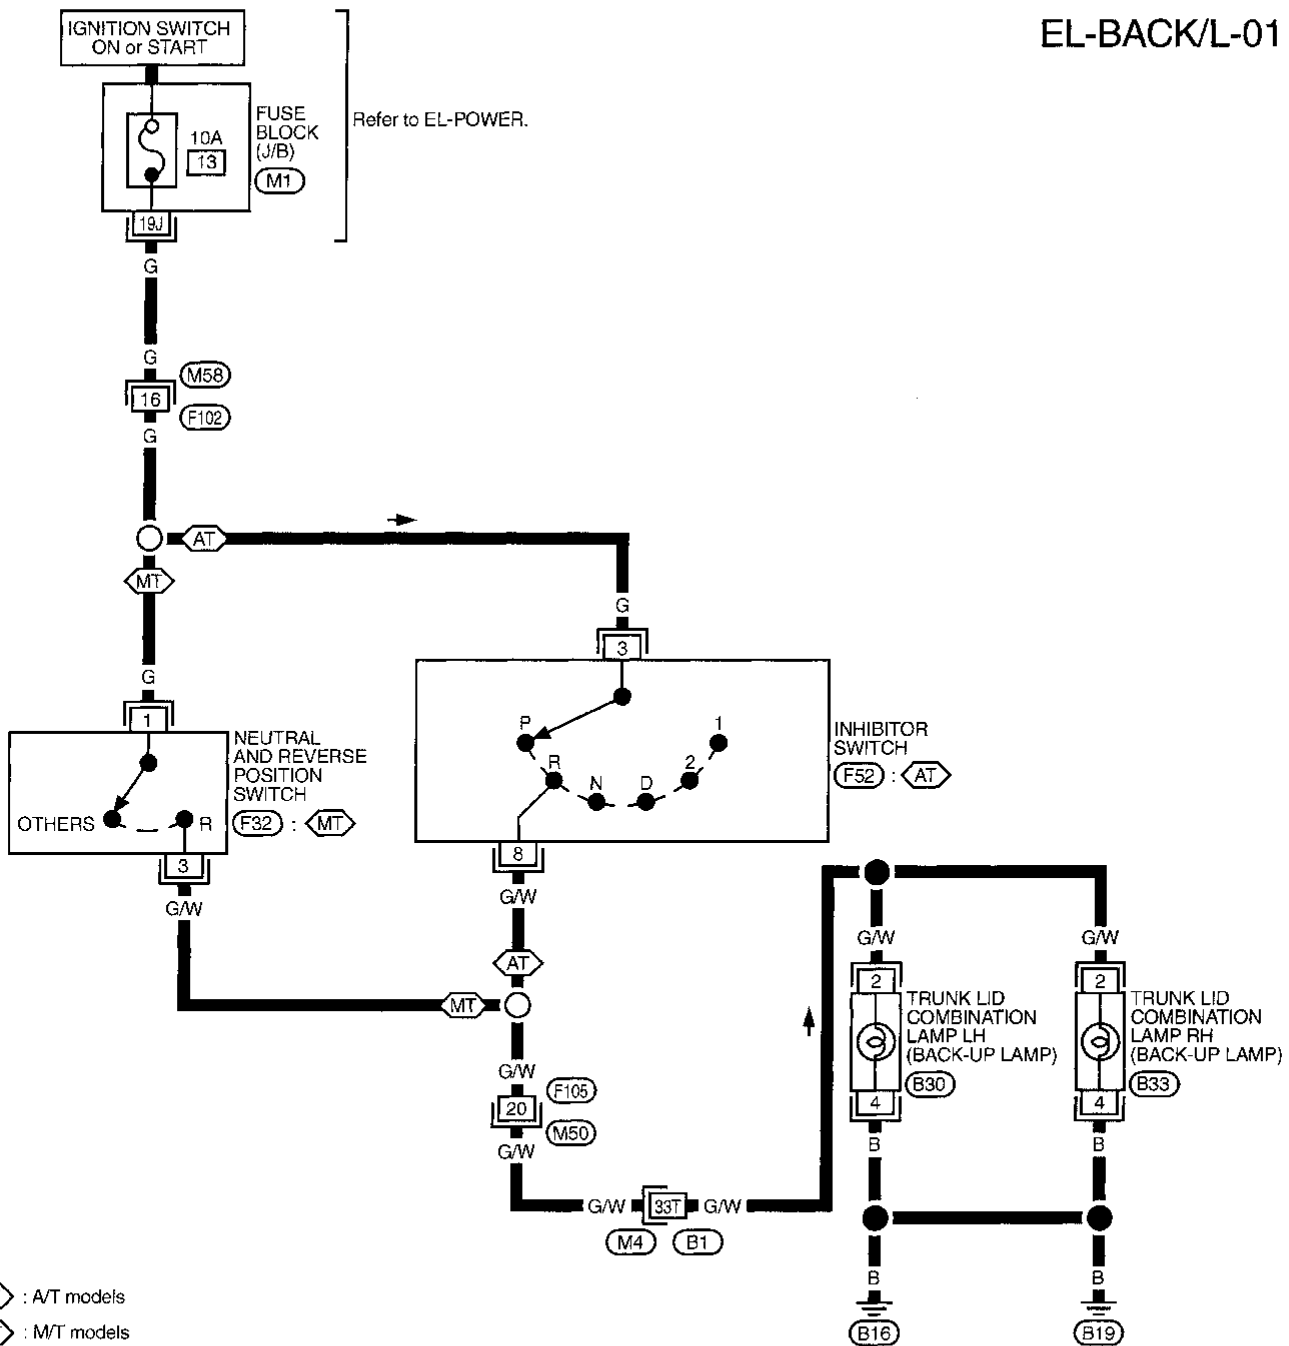 EL-BACK/L-01
IGNITION SWITCH
ON or START
FUSE
BLOCK
(J/B)
M1
10A
13
Refer to EL-POWER.
19J
G
G
M58
16
F102
G
AT
MT
G
G
3
1
NEUTRAL
AND REVERSE
POSITION
SWITCH
F32 : MT
OTHERS
R
3
G/W
P
R
N
D
2
1
INHIBITOR
SWITCH
F52 : AT
8
G/W
AT
MT
G/W
F105
20
M50
G/W
G/W
33T
G/W
M4
B1
G/W
2
TRUNK LID
COMBINATION
LAMP LH
(BACK-UP LAMP)
B30
4
B
G/W
2
TRUNK LID
COMBINATION
LAMP RH
(BACK-UP LAMP)
B33
4
B
B
B16
B
B19
: A/T models
: M/T models